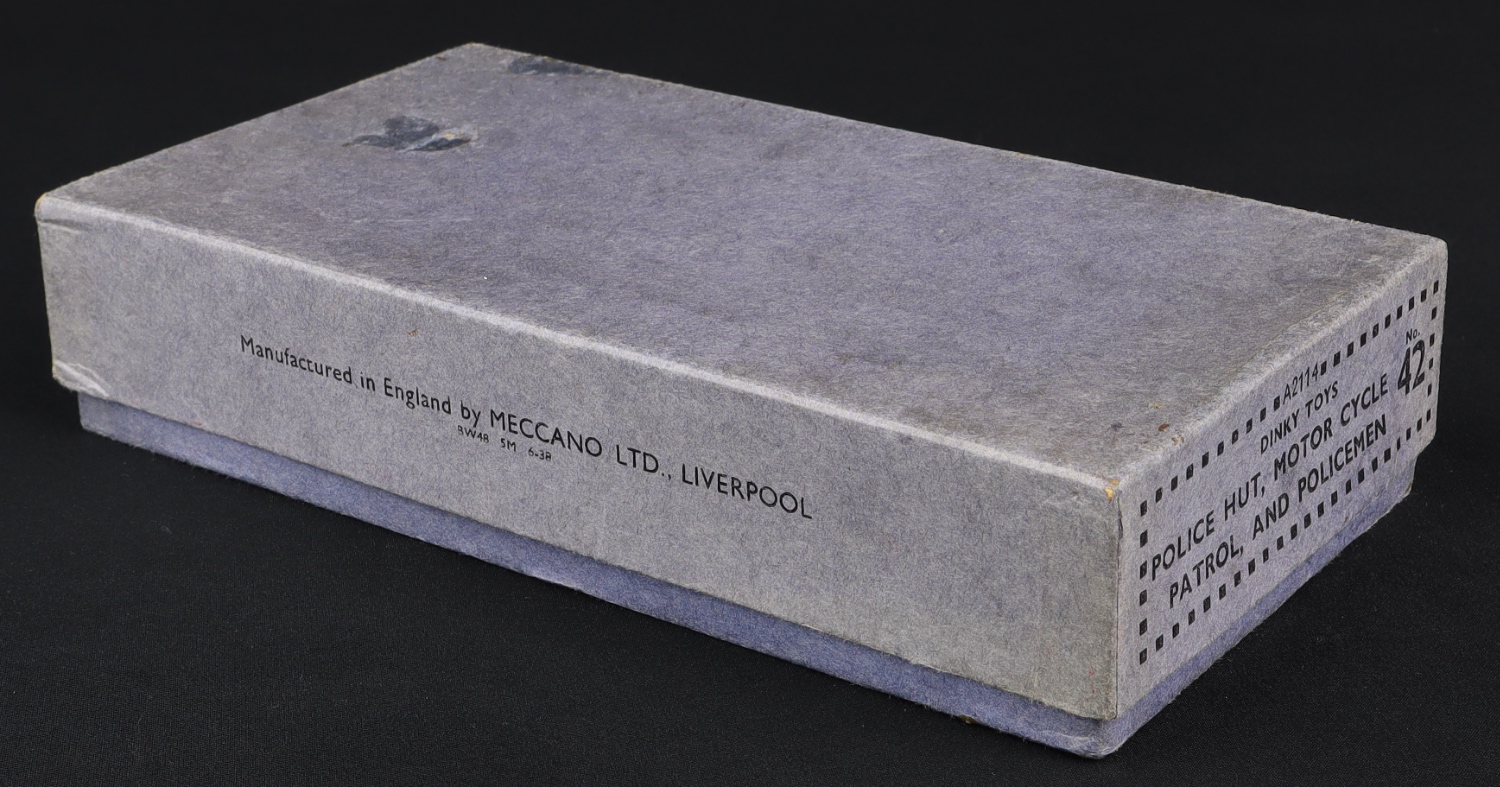 Manufactured in England by MECCANO LTD., LIVERPOOL
BW48 5M 6-38
A2114
DINKY TOYS
No.
42
POLICE HUT, MOTOR CYCLE
PATROL, AND POLICEMEN